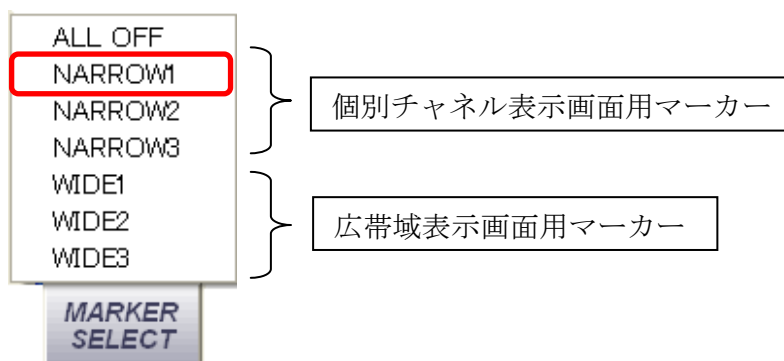 ALL OFF
NARROW1
NARROW2
NARROW3
WIDE1
WIDE2
WIDE3
MARKER
SELECT
個別チャネル表示画面用マーカー
広帯域表示画面用マーカー